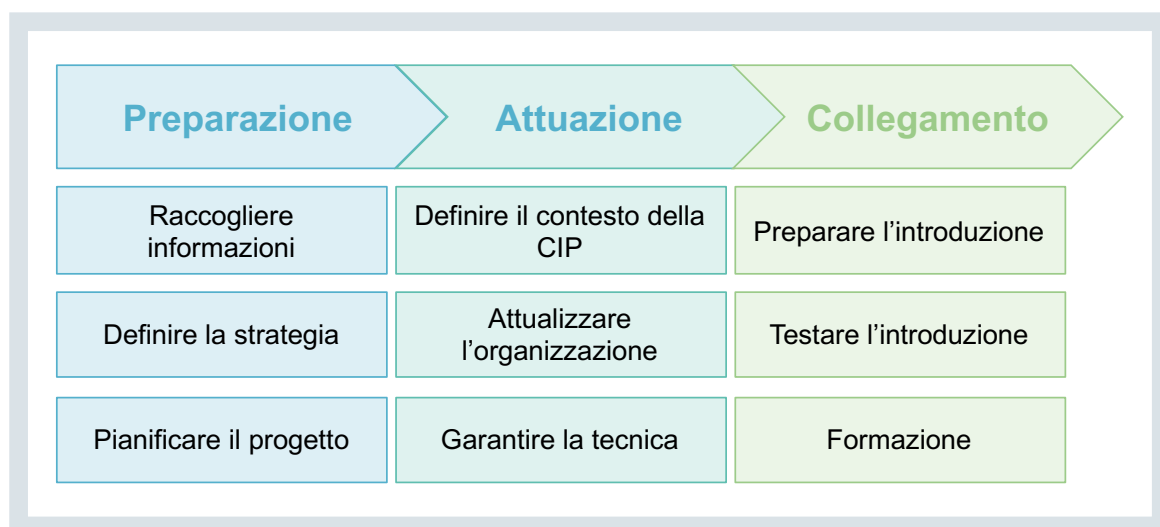 Preparazione
Attuazione
Collegamento
Raccogliere
informazioni
Definire il contesto della
CIP
Preparare l’introduzione
Definire la strategia
Attualizzare
l’organizzazione
Testare l’introduzione
Pianificare il progetto
Garantire la tecnica
Formazione